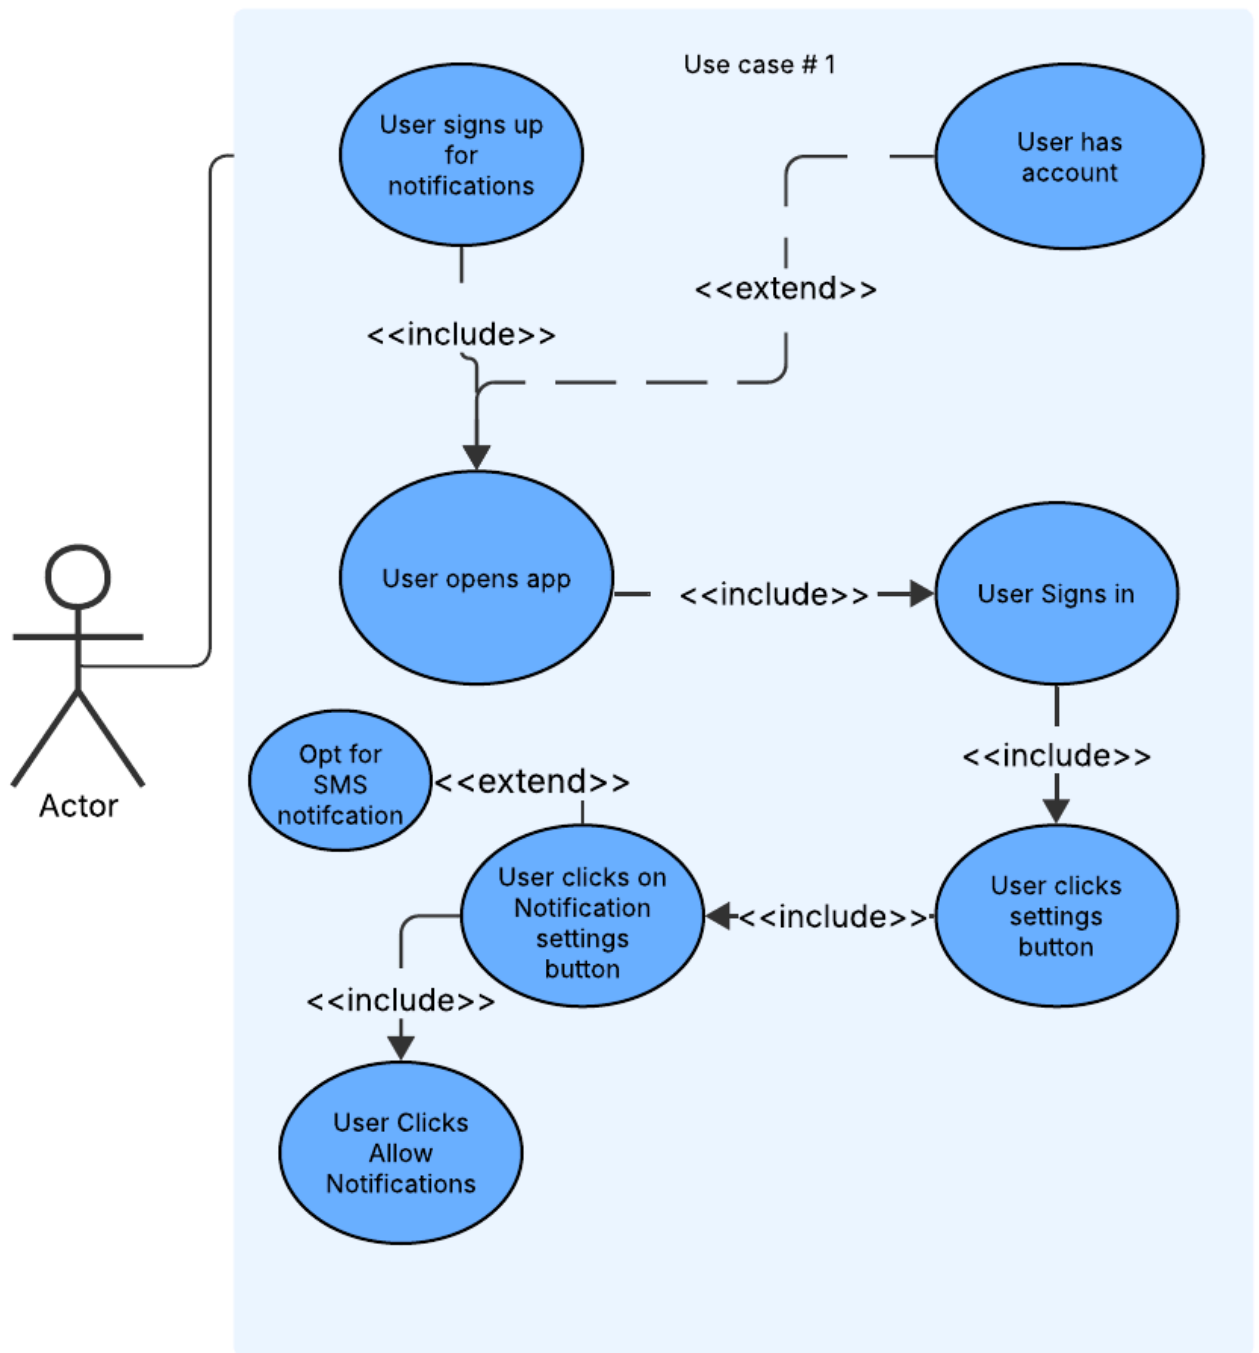 Use case # 1
User signs up
for
notifications
User has
account
<<extend>>
<<include>>
User opens app
<<include>>
User Signs in
<<include>>
Opt for
SMS
notifcation
<<extend>>
User clicks on
Notification
settings
button
<<include>>
User clicks
settings
button
<<include>>
User Clicks
Allow
Notifications
Actor